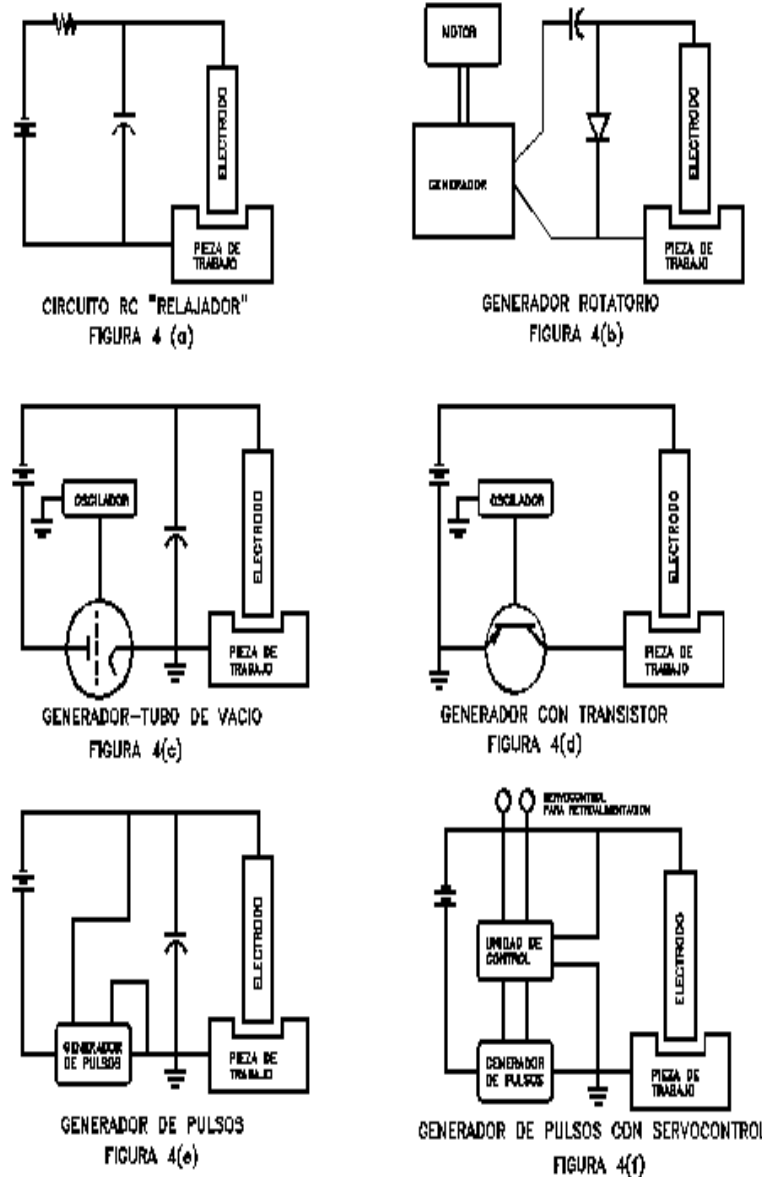 ELECTRODO
PIEZA DE
TRABAJO
CIRCUITO RC "RELAJADOR"
FIGURA 4 (a)
MOTOR
GENERADOR
ELECTRODO
PIEZA DE
TRABAJO
GENERADOR ROTATORIO
FIGURA 4(b)
OSCILADOR
ELECTRODO
PIEZA DE
TRABAJO
GENERADOR-TUBO DE VACIO
FIGURA 4(c)
OSCILADOR
ELECTRODO
PIEZA DE
TRABAJO
GENERADOR CON TRANSISTOR
FIGURA 4(d)
GENERADOR
DE PULSOS
ELECTRODO
PIEZA DE
TRABAJO
GENERADOR DE PULSOS
FIGURA 4(e)
SERVOCONTROL
PARA RETROALIMENTACION
UNIDAD DE
CONTROL
GENERADOR
DE PULSOS
ELECTRODO
PIEZA DE
TRABAJO
GENERADOR DE PULSOS CON SERVOCONTROL
FIGURA 4(f)